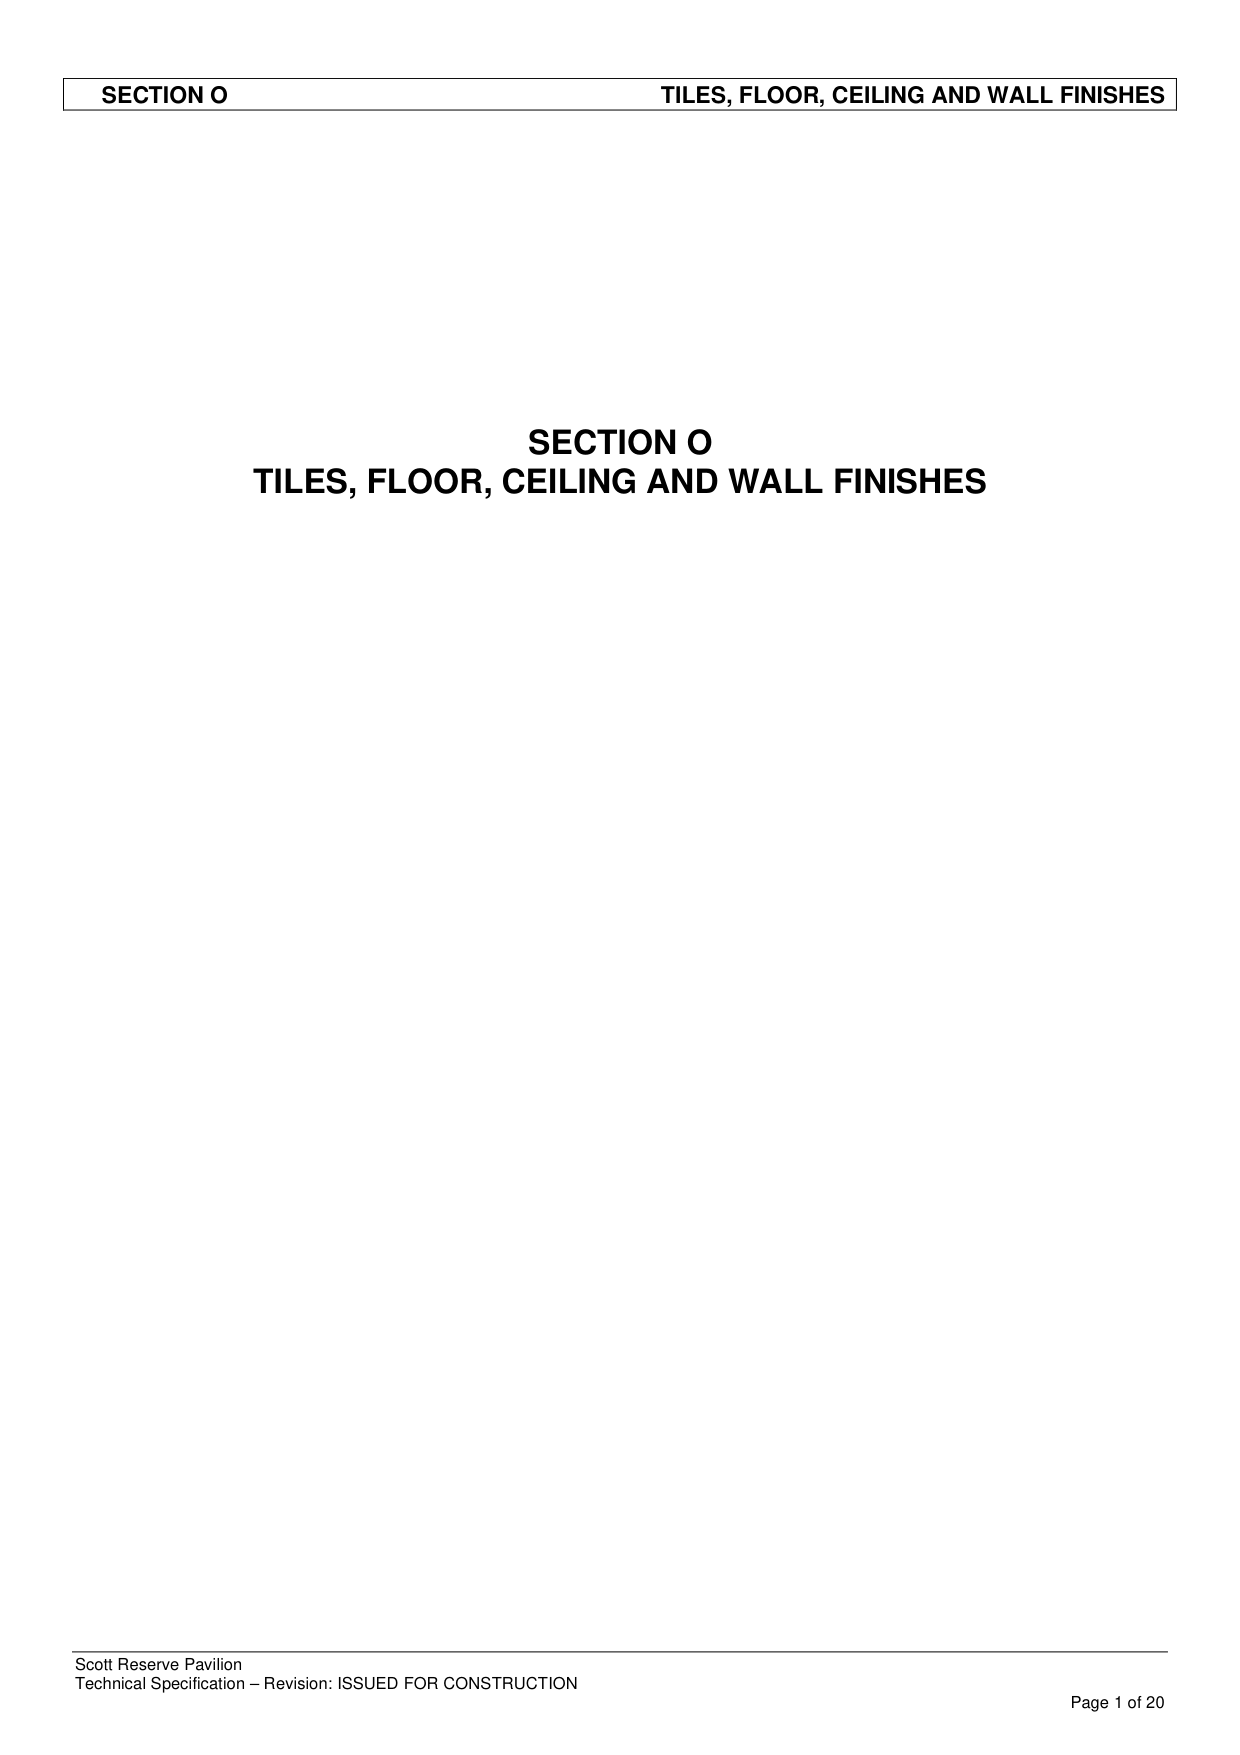 SECTION O TILES, FLOOR, CEILING AND WALL FINISHES
SECTION O
TILES, FLOOR, CEILING AND WALL FINISHES
Scott Reserve Pavilion
Technical Specification – Revision: ISSUED FOR CONSTRUCTION
Page 1 of 20